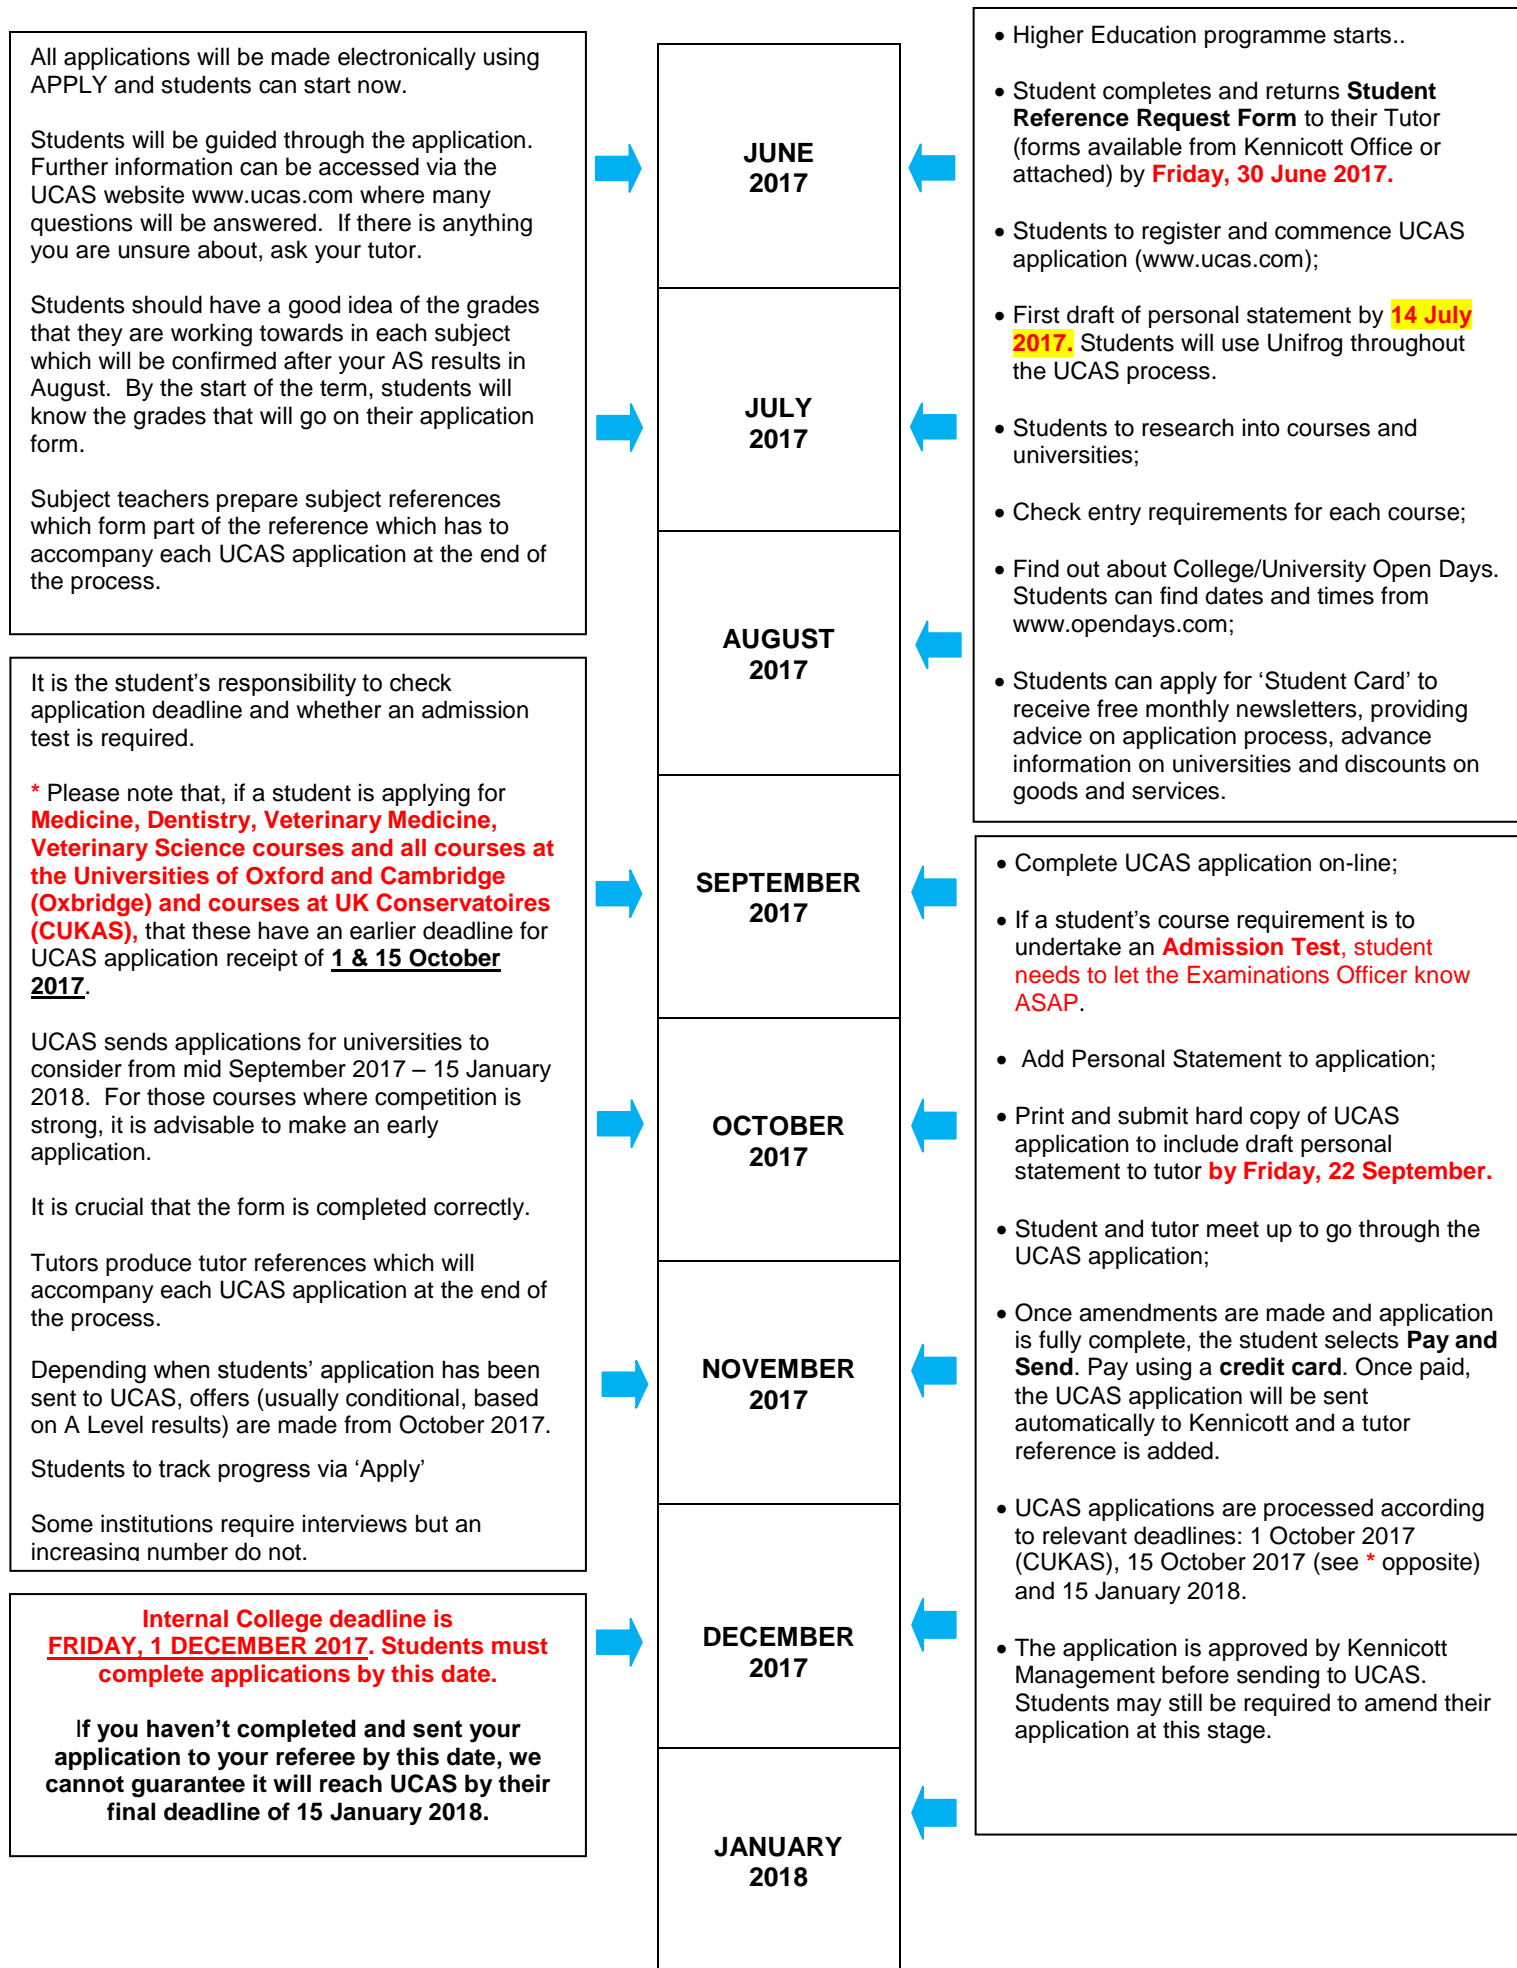 All applications will be made electronically using
APPLY and students can start now.
Students will be guided through the application.
Further information can be accessed via the
UCAS website www.ucas.com where many
questions will be answered.  If there is anything
you are unsure about, ask your tutor.
Students should have a good idea of the grades
that they are working towards in each subject
which will be confirmed after your AS results in
August.  By the start of the term, students will
know the grades that will go on their application
form.
Subject teachers prepare subject references
which form part of the reference which has to
accompany each UCAS application at the end of
the process.
It is the student’s responsibility to check
application deadline and whether an admission
test is required.
* Please note that, if a student is applying for
Medicine, Dentistry, Veterinary Medicine,
Veterinary Science courses and all courses at
the Universities of Oxford and Cambridge
(Oxbridge) and courses at UK Conservatoires
(CUKAS), that these have an earlier deadline for
UCAS application receipt of 1 & 15 October
2017.
UCAS sends applications for universities to
consider from mid September 2017 – 15 January
2018.  For those courses where competition is
strong, it is advisable to make an early
application.
It is crucial that the form is completed correctly.
Tutors produce tutor references which will
accompany each UCAS application at the end of
the process.
Depending when students’ application has been
sent to UCAS, offers (usually conditional, based
on A Level results) are made from October 2017.
Students to track progress via ‘Apply’
Some institutions require interviews but an
increasing number do not.
Internal College deadline is
FRIDAY, 1 DECEMBER 2017. Students must
complete applications by this date.
If you haven’t completed and sent your
application to your referee by this date, we
cannot guarantee it will reach UCAS by their
final deadline of 15 January 2018.
JUNE
2017
JULY
2017
AUGUST
2017
SEPTEMBER
2017
OCTOBER
2017
NOVEMBER
2017
DECEMBER
2017
JANUARY
2018
• Higher Education programme starts..
• Student completes and returns Student
Reference Request Form to their Tutor
(forms available from Kennicott Office or
attached) by Friday, 30 June 2017.
• Students to register and commence UCAS
application (www.ucas.com);
• First draft of personal statement by 14 July
2017. Students will use Unifrog throughout
the UCAS process.
• Students to research into courses and
universities;
• Check entry requirements for each course;
• Find out about College/University Open Days.
Students can find dates and times from
www.opendays.com;
• Students can apply for ‘Student Card’ to
receive free monthly newsletters, providing
advice on application process, advance
information on universities and discounts on
goods and services.
• Complete UCAS application on-line;
• If a student’s course requirement is to
undertake an Admission Test, student
needs to let the Examinations Officer know
ASAP.
• Add Personal Statement to application;
• Print and submit hard copy of UCAS
application to include draft personal
statement to tutor by Friday, 22 September.
• Student and tutor meet up to go through the
UCAS application;
• Once amendments are made and application
is fully complete, the student selects Pay and
Send. Pay using a credit card. Once paid,
the UCAS application will be sent
automatically to Kennicott and a tutor
reference is added.
• UCAS applications are processed according
to relevant deadlines: 1 October 2017
(CUKAS), 15 October 2017 (see * opposite)
and 15 January 2018.
• The application is approved by Kennicott
Management before sending to UCAS.
Students may still be required to amend their
application at this stage.